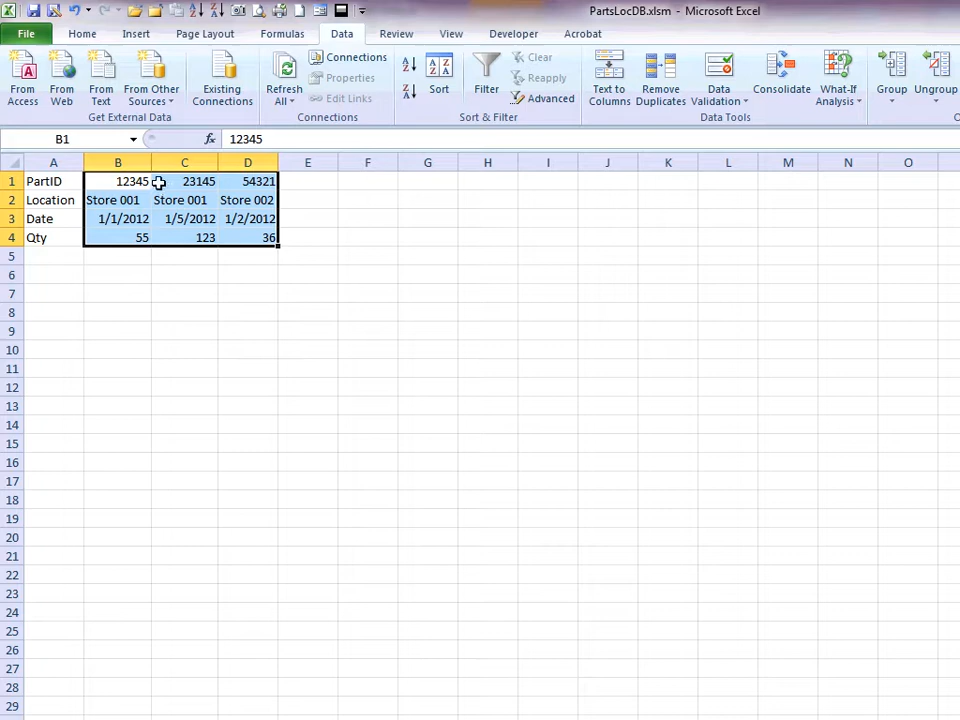 PartsLocDB.xlsm - Microsoft Excel
File Home Insert Page Layout Formulas Data Review View Developer Acrobat
From Access
From Web
From Text
From Other Sources
Existing Connections
Get External Data
Refresh All
Connections
Properties
Edit Links
Connections
Sort
Filter
Clear
Reapply
Advanced
Sort & Filter
Text to Columns
Remove Duplicates
Data Validation
Consolidate
What-If Analysis
Data Tools
Group
Ungroup
B1 fx 12345
A B C D E F G H I J K L M N O
1 PartID 12345 23145 54321
2 Location Store 001 Store 001 Store 002
3 Date 1/1/2012 1/5/2012 1/2/2012
4 Qty 55 123 36
5
6
7
8
9
10
11
12
13
14
15
16
17
18
19
20
21
22
23
24
25
26
27
28
29